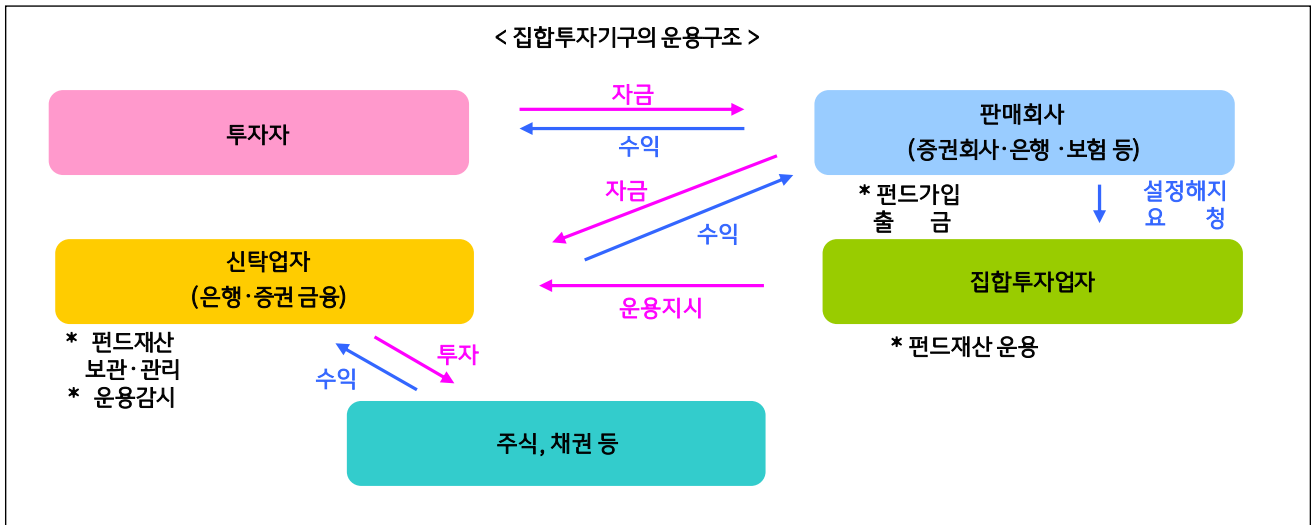 < 집합투자기구의 운용구조 >
자금
투자자
수익
판매회사
(증권회사·은행 ·보험 등)
자금
수익
* 펀드가입
출 금
설정해지
요 청
신탁업자
(은행·증권 금융)
운용지시
집합투자업자
* 펀드재산
보관·관리
* 운용감시
* 펀드재산 운용
투자
수익
주식, 채권 등